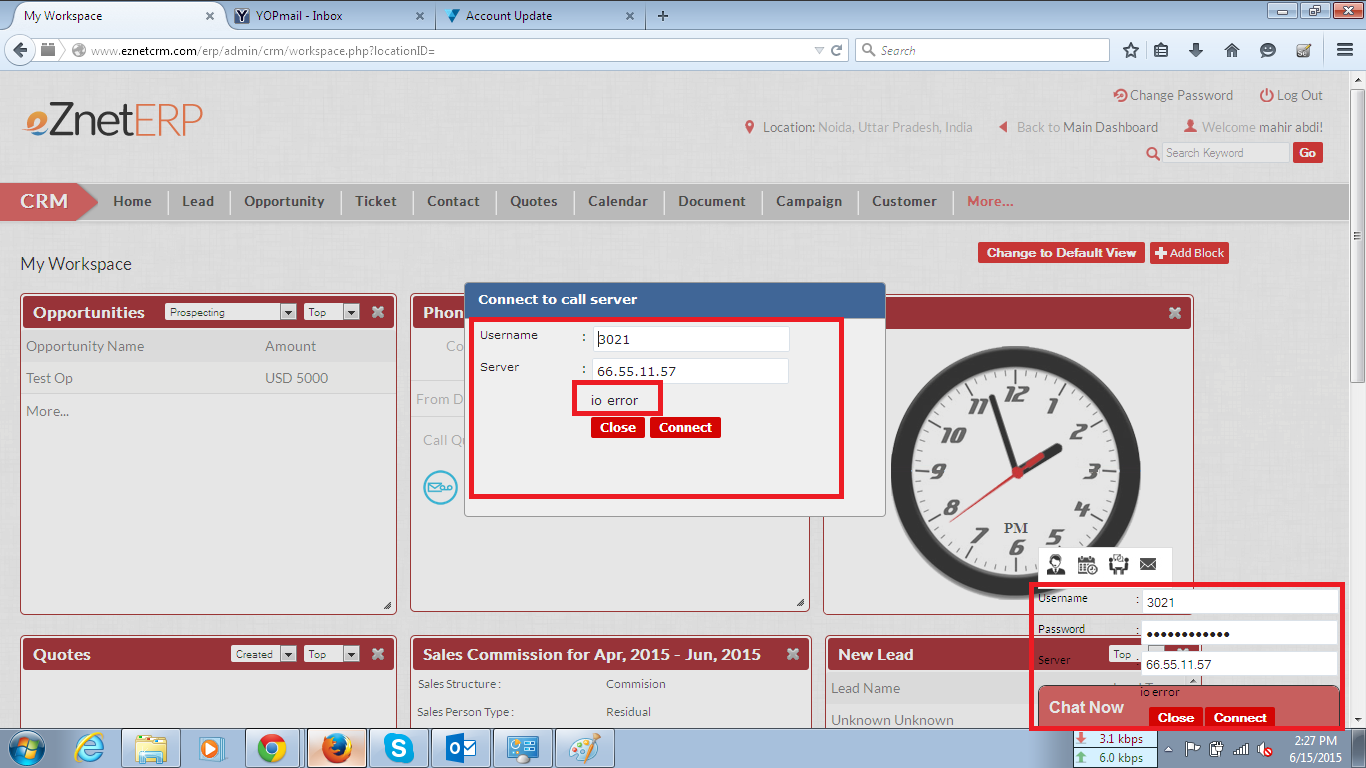 My Workspace
YOPmail - Inbox
Account Update
www.eznetcrm.com/erp/admin/crm/workspace.php?locationID=
Search
eZnetERP
Change Password
Log Out
Location: Noida, Uttar Pradesh, India
Back to Main Dashboard
Welcome mahir abdi!
Search Keyword
Go
CRM
Home
Lead
Opportunity
Ticket
Contact
Quotes
Calendar
Document
Campaign
Customer
More...
My Workspace
Change to Default View
Add Block
Opportunities
Prospecting
Top
Opportunity Name
Amount
Test Op
USD 5000
More...
Phon
Co
From D
Call Qu
Connect to call server
Username : 3021
Server : 66.55.11.57
io error
Close
Connect
12
1
2
3
4
5
6
7
8
9
10
11
PM
Username : 3021
Password : ••••••••••••
Server : 66.55.11.57
io error
Chat Now
Close
Connect
Quotes
Created
Top
Sales Commission for Apr, 2015 - Jun, 2015
Sales Structure :
Commision
Sales Person Type :
Residual
New Lead
Top
Lead Name
Unknown Unknown
3.1 kbps
6.0 kbps
2:27 PM
6/15/2015